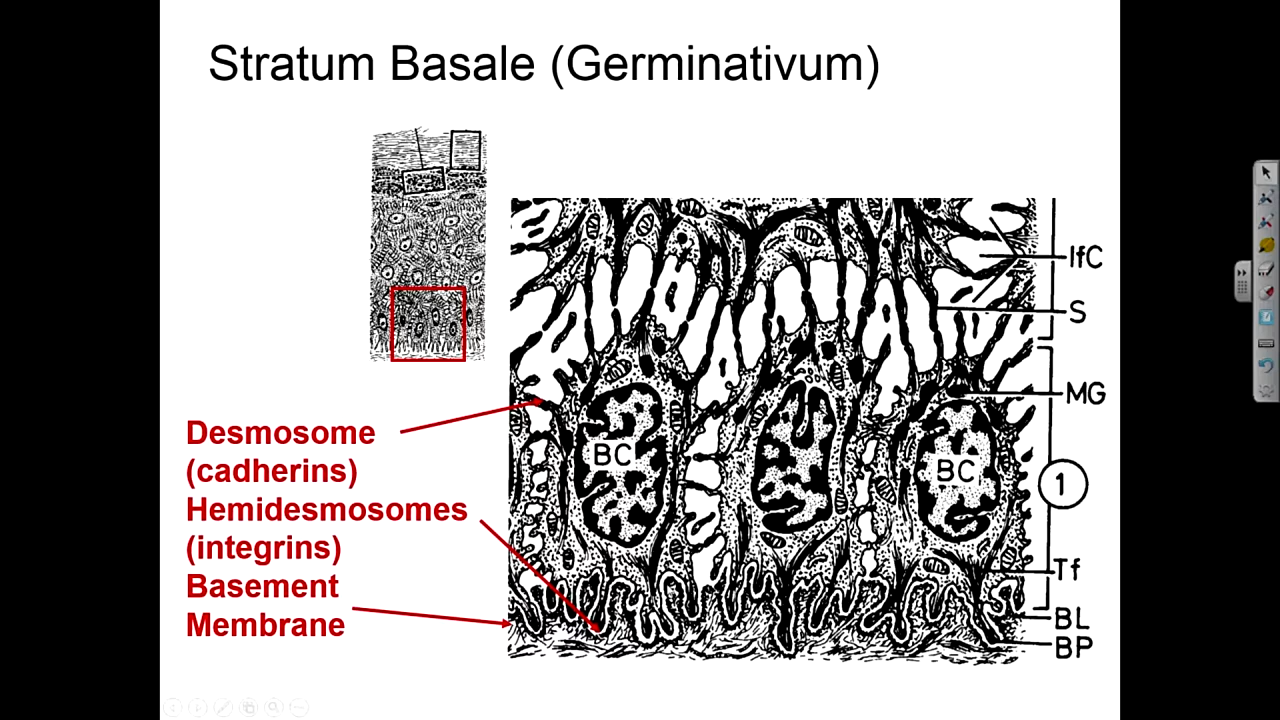 Stratum Basale (Germinativum)
IfC
S
MG
Desmosome
(cadherins)
Hemidesmosomes
(integrins)
Basement
Membrane
BC
BC
1
Tf
BL
BP